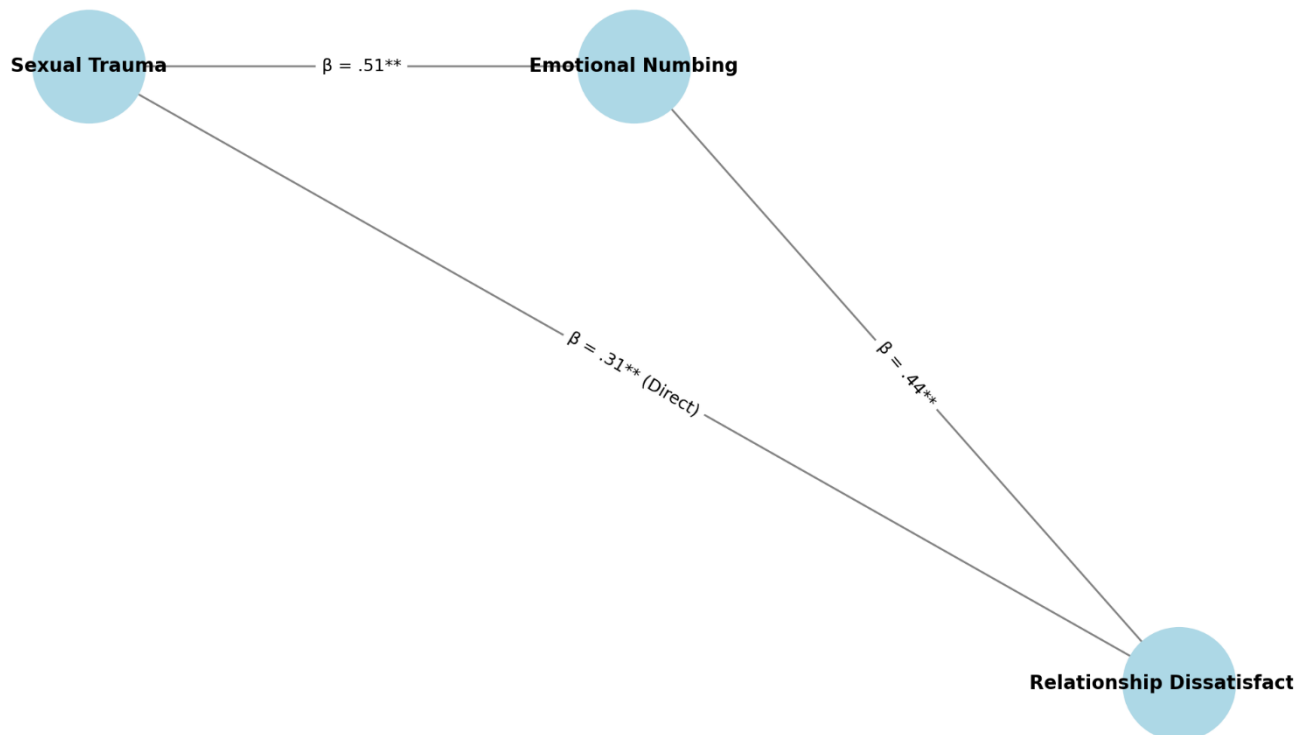 Sexual Trauma
β = .51**
Emotional Numbing
β = .31** (Direct)
β = .44**
Relationship Dissatisfact